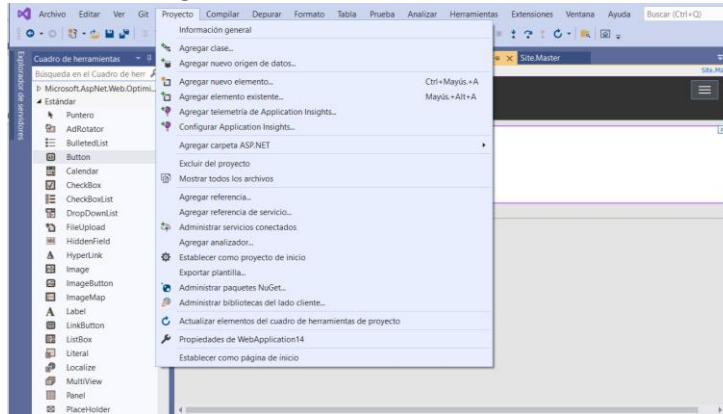 Archivo Editar Ver Git Proyecto Compilar Depurar Formato Tabla Prueba Analizar Herramientas Extensiones Ventana Ayuda Buscar (Ctrl+Q)
Explorador de servidores
Cuadro de herramientas
Búsqueda en el Cuadro de herr
Microsoft.AspNet.Web.Optimi...
Estándar
Puntero
AdRotator
BulletedList
Button
Calendar
CheckBox
CheckBoxList
DropDownList
FileUpload
HiddenField
HyperLink
Image
ImageButton
ImageMap
Label
LinkButton
ListBox
Literal
Localize
MultiView
Panel
PlaceHolder
Información general
Agregar clase...
Agregar nuevo origen de datos...
Agregar nuevo elemento... Ctrl+Mayús.+A
Agregar elemento existente... Mayús.+Alt+A
Agregar telemetría de Application Insights...
Configurar Application Insights...
Agregar carpeta ASP.NET
Excluir del proyecto
Mostrar todos los archivos
Agregar referencia...
Agregar referencia de servicio...
Administrar servicios conectados
Agregar analizador...
Establecer como proyecto de inicio
Exportar plantilla...
Administrar paquetes NuGet...
Administrar bibliotecas del lado cliente...
Actualizar elementos del cuadro de herramientas de proyecto
Propiedades de WebApplication14
Establecer como página de inicio
Site.Master
Site.Ma